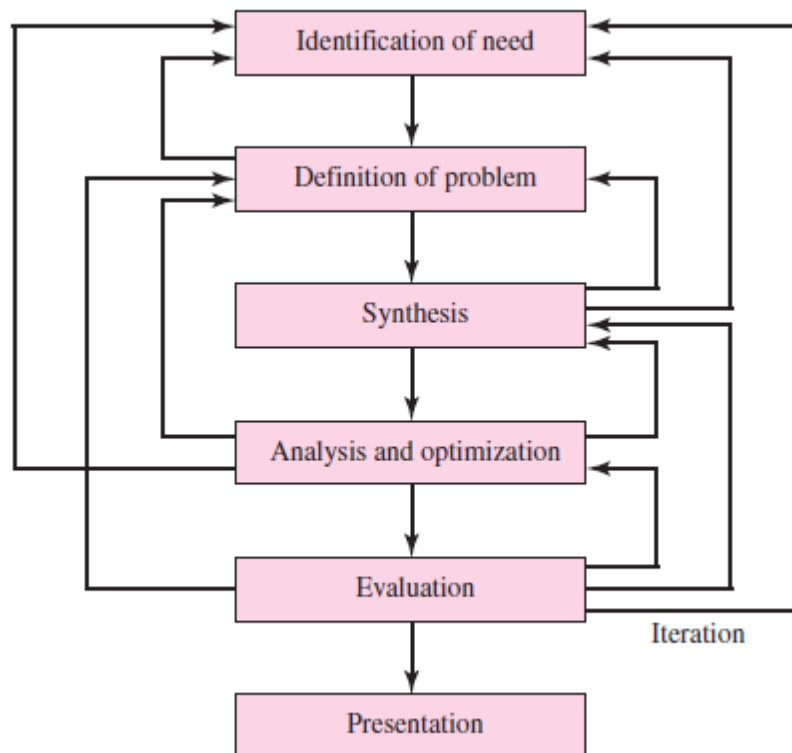 Identification of need
Definition of problem
Synthesis
Analysis and optimization
Evaluation
Iteration
Presentation